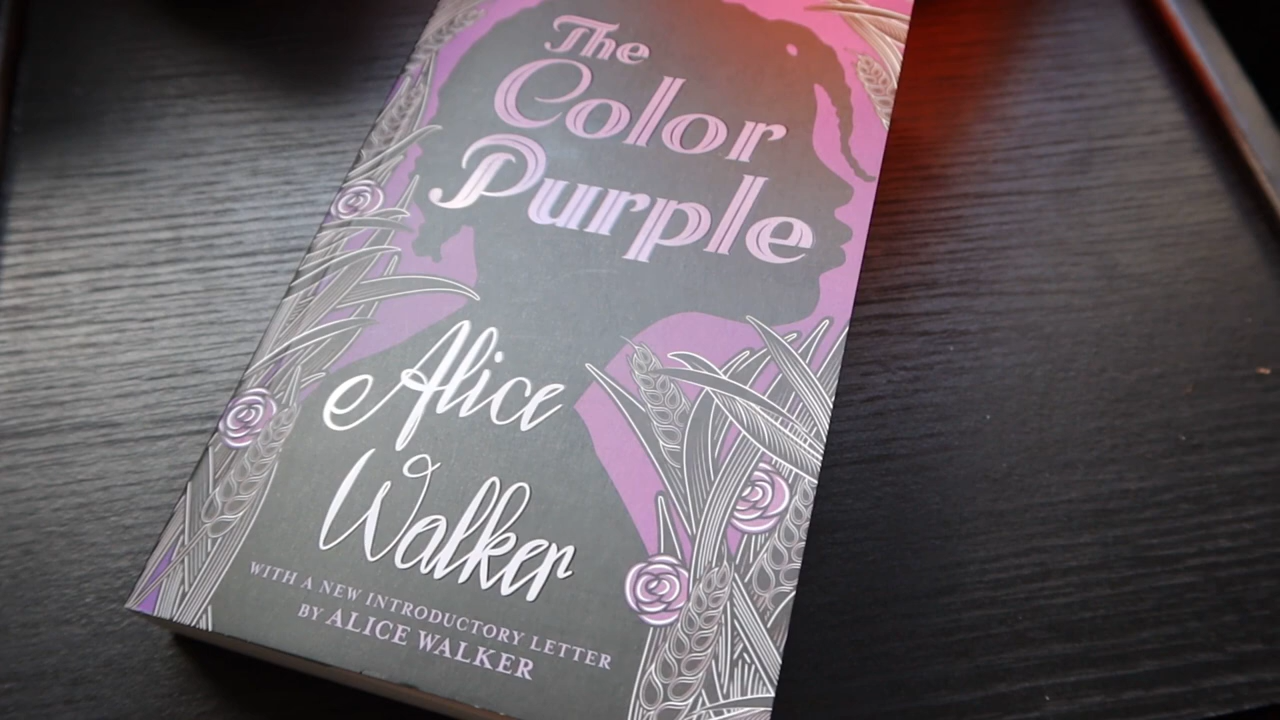 The
Color
Purple
Alice
Walker
WITH A NEW INTRODUCTORY LETTER
BY ALICE WALKER